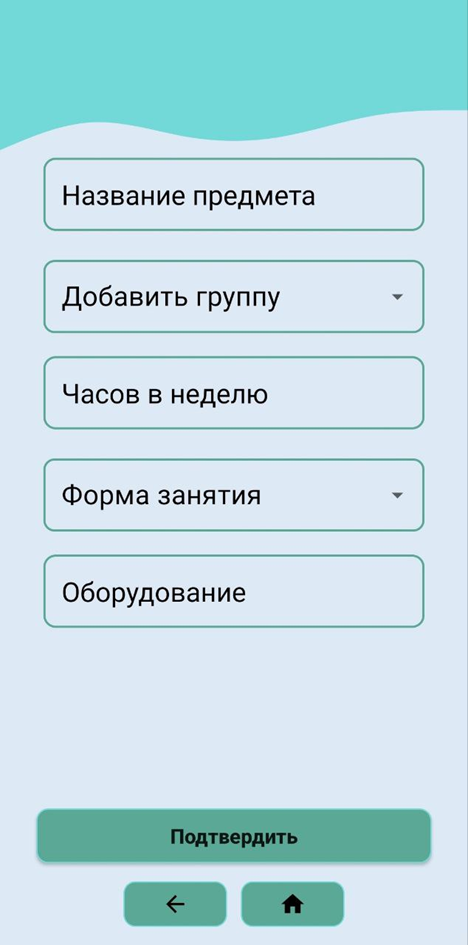 Название предмета
Добавить группу
Часов в неделю
Форма занятия
Оборудование
Подтвердить